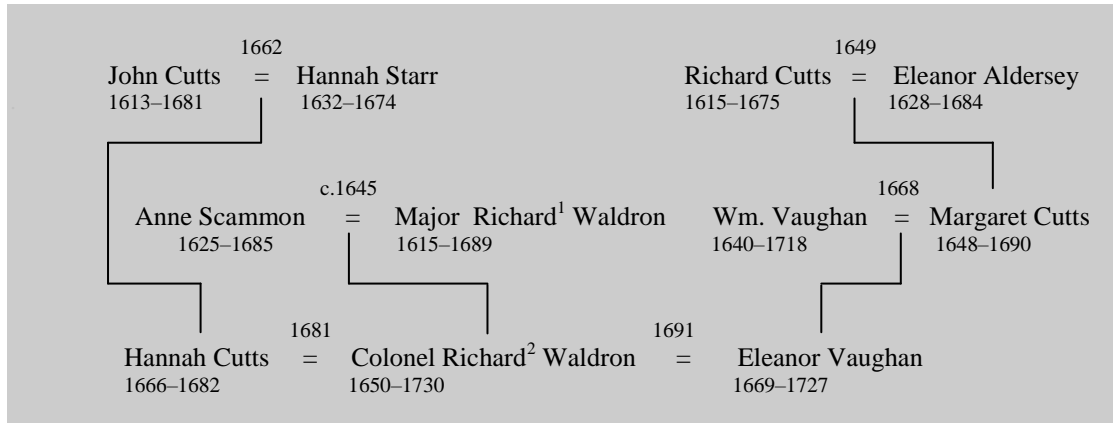 1662 1649
John Cutts = Hannah Starr Richard Cutts = Eleanor Aldersey
1613–1681 1632–1674 1615–1675 1628–1684
c.1645 1668
Anne Scammon = Major Richard1 Waldron Wm. Vaughan = Margaret Cutts
1625–1685 1615–1689 1640–1718 1648–1690
1681 1691
Hannah Cutts = Colonel Richard2 Waldron = Eleanor Vaughan
1666–1682 1650–1730 1669–1727